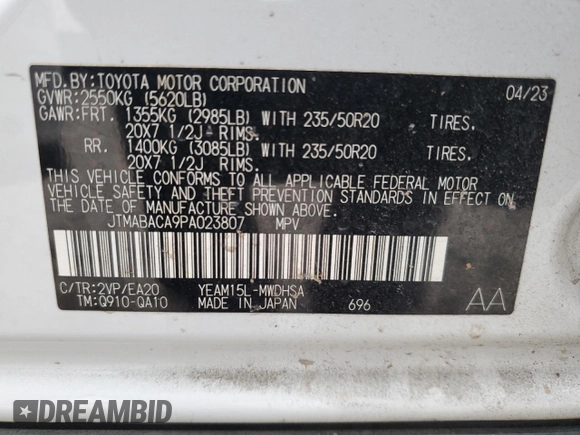 MFD.BY:TOYOTA MOTOR CORPORATION 04/23
GVWR:2550KG (5620LB)
GAWR:FRT. 1355KG (2985LB) WITH 235/50R20 TIRES.
20X7 1/2J RIMS.
RR. 1400KG (3085LB) WITH 235/50R20 TIRES.
20X7 1/2J RIMS.
THIS VEHICLE CONFORMS TO ALL APPLICABLE FEDERAL MOTOR
VEHICLE SAFETY AND THEFT PREVENTION STANDARDS IN EFFECT ON
THE DATE OF MANUFACTURE SHOWN ABOVE.
JTMABACA9PA023807 MPV
C/TR:2VP/EA20 YEAM15L-MWDHSA
TM:Q910-QA10 MADE IN JAPAN 696 AA
DREAMBID